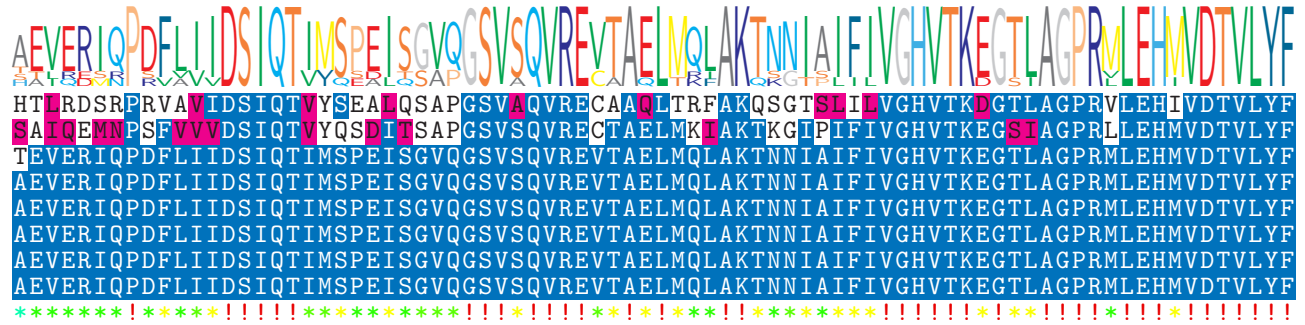 AEVERIQPDFLIIDSIQTIMSPEISGVQGSVSQVREVTAELMQLAKTNNIAIFIVGHVTKEGTLAGPRMLEHMVDTVLYF
HTLRDSRPRVAVIDSIQTVYSEALQSAPGSVAQVRECAAQLTRFAKQSGTSLILVGHVTKDGTLAGPRVLEHIVDTVLYF
SAIQEMNPSFVVVDSIQTVYQSDITSAPGSVSQVRECTAELMKIAKTKGIPIFIVGHVTKEGSIAGPRLLEHMVDTVLYF
TEVERIQPDFLIIDSIQTIMSPEISGVQGSVSQVREVTAELMQLAKTNNIAIFIVGHVTKEGTLAGPRMLEHMVDTVLYF
AEVERIQPDFLIIDSIQTIMSPEISGVQGSVSQVREVTAELMQLAKTNNIAIFIVGHVTKEGTLAGPRMLEHMVDTVLYF
AEVERIQPDFLIIDSIQTIMSPEISGVQGSVSQVREVTAELMQLAKTNNIAIFIVGHVTKEGTLAGPRMLEHMVDTVLYF
AEVERIQPDFLIIDSIQTIMSPEISGVQGSVSQVREVTAELMQLAKTNNIAIFIVGHVTKEGTLAGPRMLEHMVDTVLYF
AEVERIQPDFLIIDSIQTIMSPEISGVQGSVSQVREVTAELMQLAKTNNIAIFIVGHVTKEGTLAGPRMLEHMVDTVLYF
AEVERIQPDFLIIDSIQTIMSPEISGVQGSVSQVREVTAELMQLAKTNNIAIFIVGHVTKEGTLAGPRMLEHMVDTVLYF
*******!*****!!!!!**********!!!*!!!!**!*!***!!********!!!!!!*!**!!!!*!!!*!!!!!!!